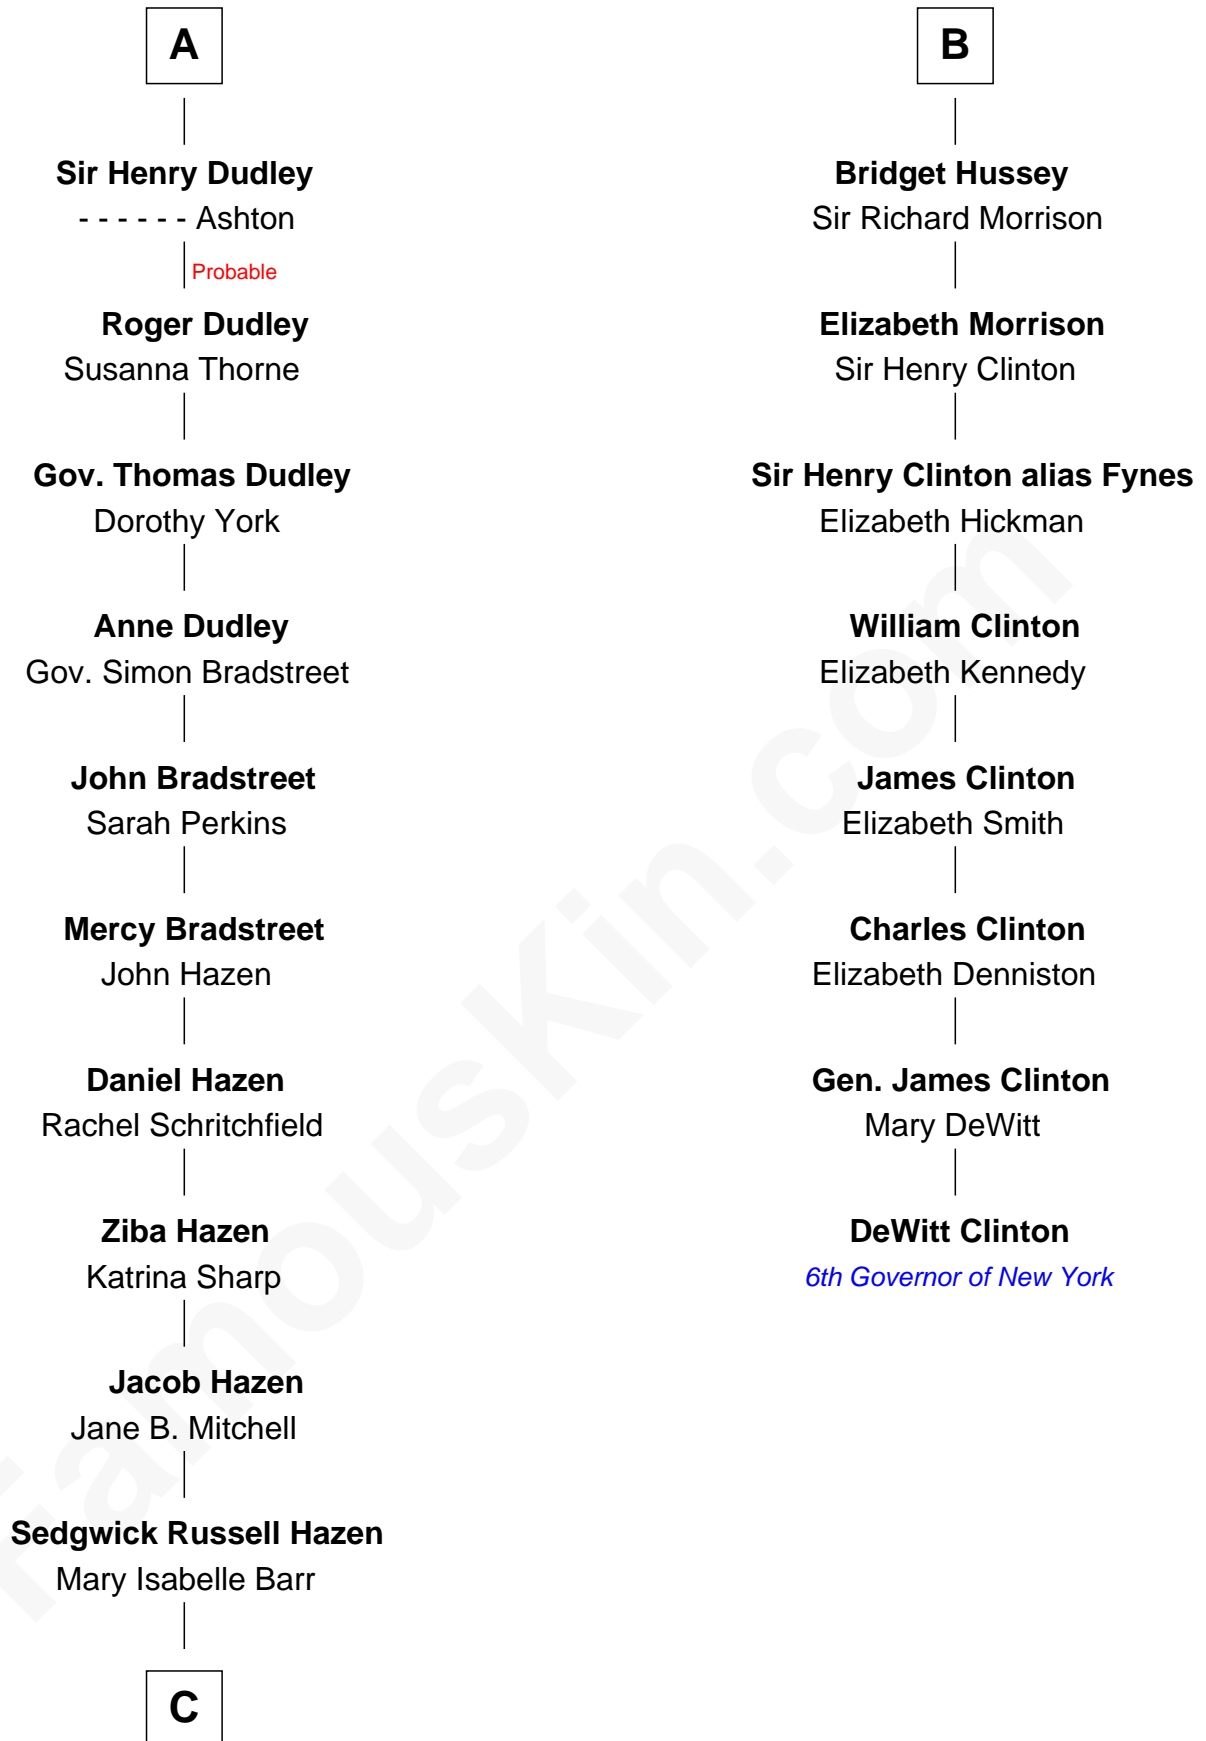 A
Sir Henry Dudley
- - - - - - Ashton
Probable
Roger Dudley
Susanna Thorne
Gov. Thomas Dudley
Dorothy York
Anne Dudley
Gov. Simon Bradstreet
John Bradstreet
Sarah Perkins
Mercy Bradstreet
John Hazen
Daniel Hazen
Rachel Schritchfield
Ziba Hazen
Katrina Sharp
Jacob Hazen
Jane B. Mitchell
Sedgwick Russell Hazen
Mary Isabelle Barr
C
B
Bridget Hussey
Sir Richard Morrison
Elizabeth Morrison
Sir Henry Clinton
Sir Henry Clinton alias Fynes
Elizabeth Hickman
William Clinton
Elizabeth Kennedy
James Clinton
Elizabeth Smith
Charles Clinton
Elizabeth Denniston
Gen. James Clinton
Mary DeWitt
DeWitt Clinton
6th Governor of New York
FamousKin.com